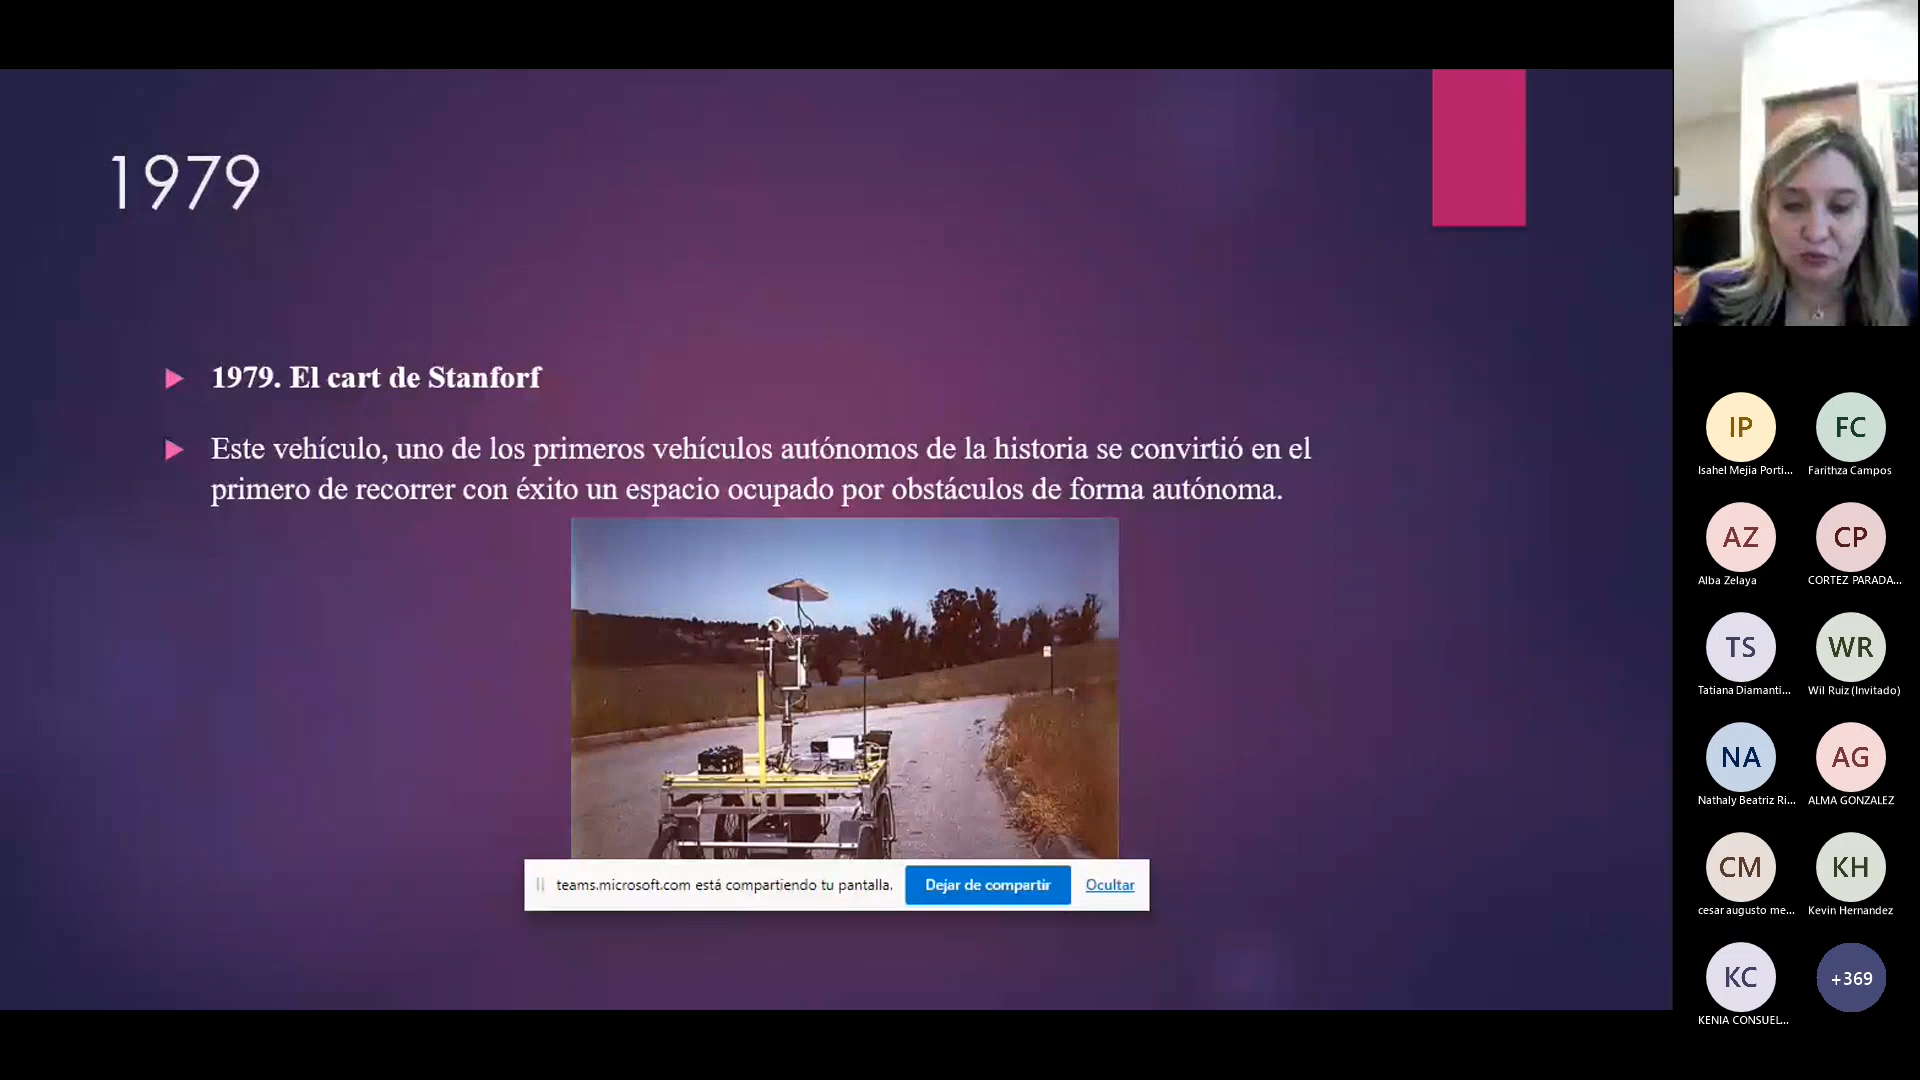 1979
1979. El cart de Stanforf
Este vehículo, uno de los primeros vehículos autónomos de la historia se convirtió en el
primero de recorrer con éxito un espacio ocupado por obstáculos de forma autónoma.
teams.microsoft.com está compartiendo tu pantalla.
Dejar de compartir
Ocultar
IP
FC
Isahel Mejia Porti...
Farithza Campos
AZ
CP
Alba Zelaya
CORTEZ PARADA...
TS
WR
Tatiana Diamanti...
Wil Ruiz (Invitado)
NA
AG
Nathaly Beatriz Ri...
ALMA GONZALEZ
CM
KH
cesar augusto me...
Kevin Hernandez
KC
+369
KENIA CONSUEL...